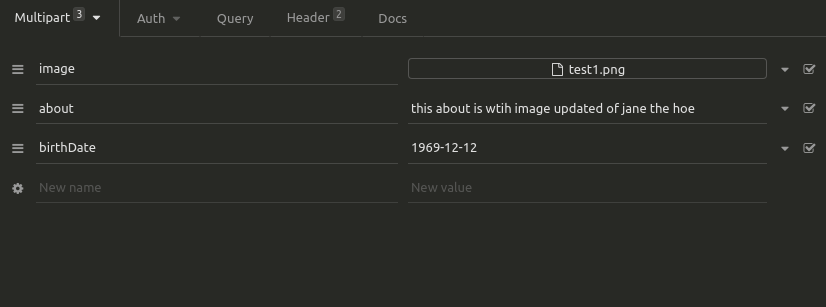 Multipart 3 Auth Query Header 2 Docs
image test1.png
about this about is wtih image updated of jane the hoe
birthDate 1969-12-12
New name New value